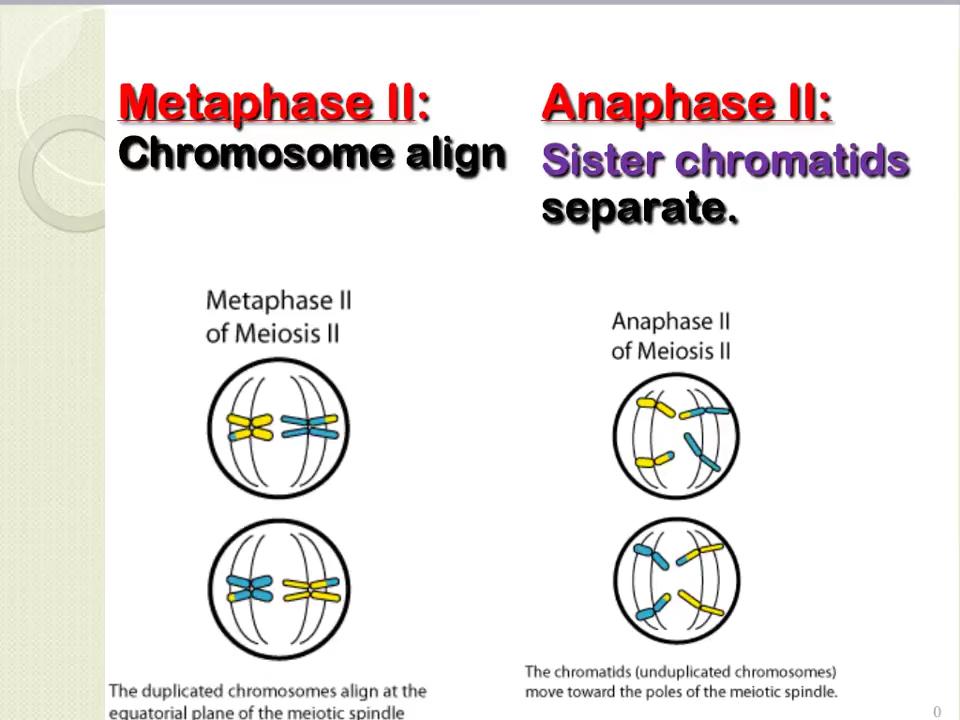 Metaphase II:
Chromosome align
Anaphase II:
Sister chromatids
separate.
Metaphase II
of Meiosis II
Anaphase II
of Meiosis II
The duplicated chromosomes align at the
equatorial plane of the meiotic spindle
The chromatids (unduplicated chromosomes)
move toward the poles of the meiotic spindle.
0